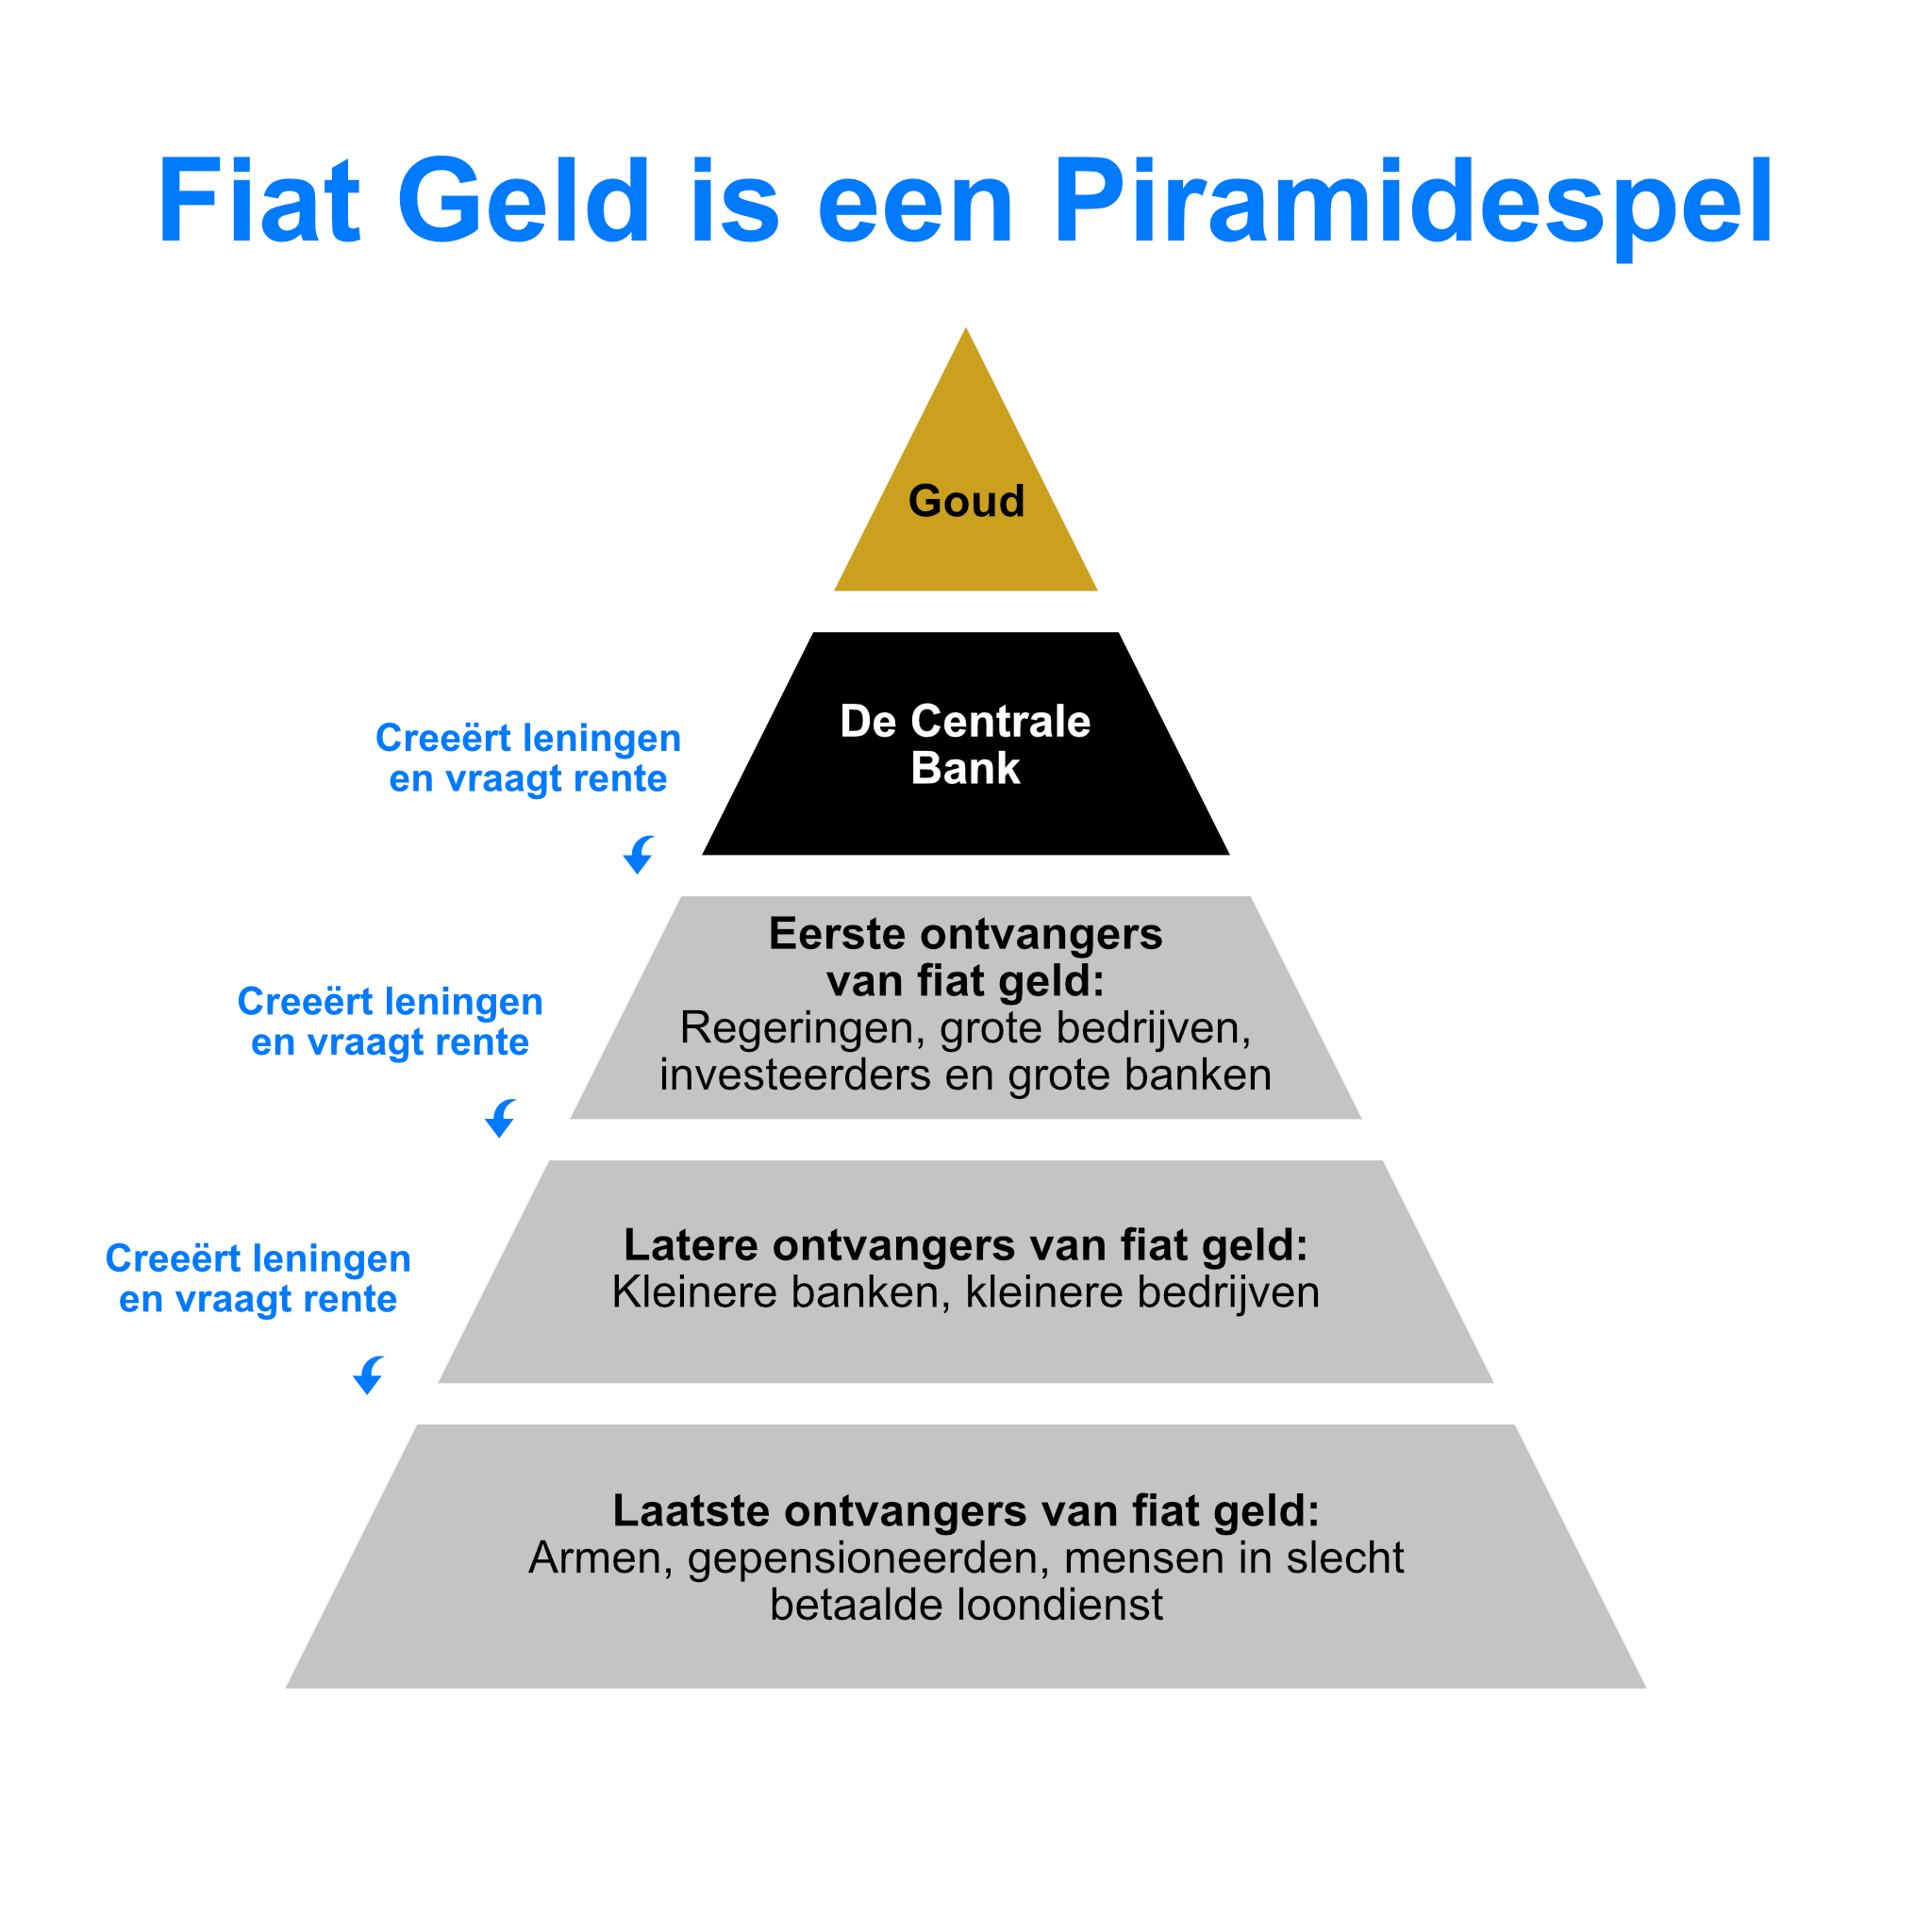 Fiat Geld is een Piramidespel
Goud
De Centrale
Bank
Creeërt leningen
en vraagt rente
Eerste ontvangers
van fiat geld:
Regeringen, grote bedrijven,
investeerders en grote banken
Creeërt leningen
en vraagt rente
Latere ontvangers van fiat geld:
Kleinere banken, kleinere bedrijven
Creeërt leningen
en vraagt rente
Laatste ontvangers van fiat geld:
Armen, gepensioneerden, mensen in slecht
betaalde loondienst